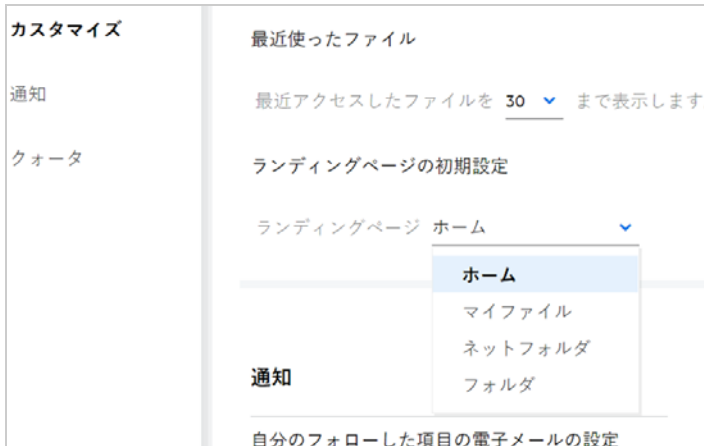 カスタマイズ
通知
クォータ
最近使ったファイル
最近アクセスしたファイルを 30 まで表示します
ランディングページの初期設定
ランディングページ ホーム
ホーム
マイファイル
ネットフォルダ
フォルダ
通知
自分のフォローした項目の電子メールの設定